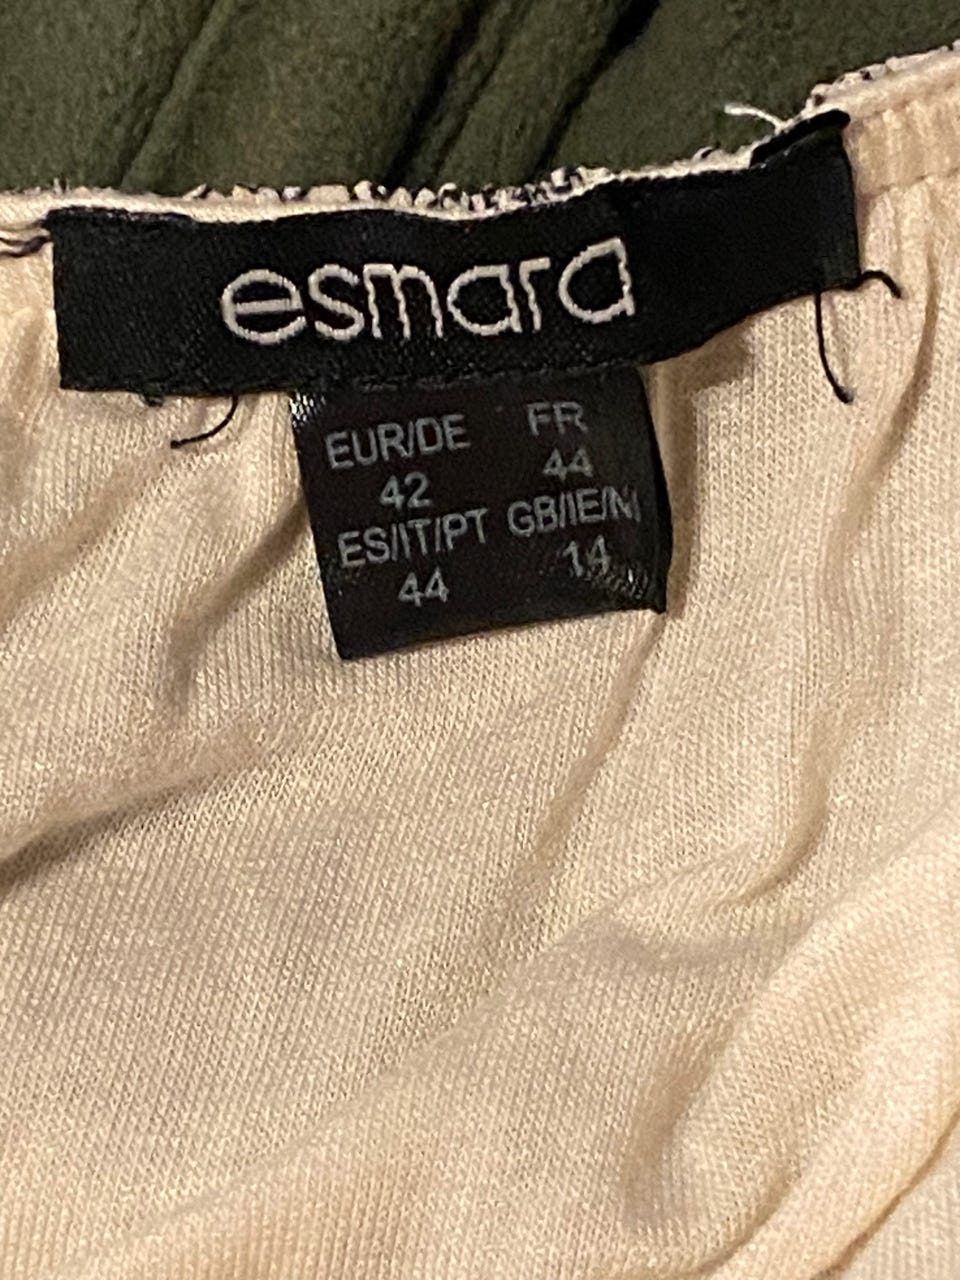 esmara
EUR/DE FR
42 44
ES/IT/PT GB/IE/NI
44 14